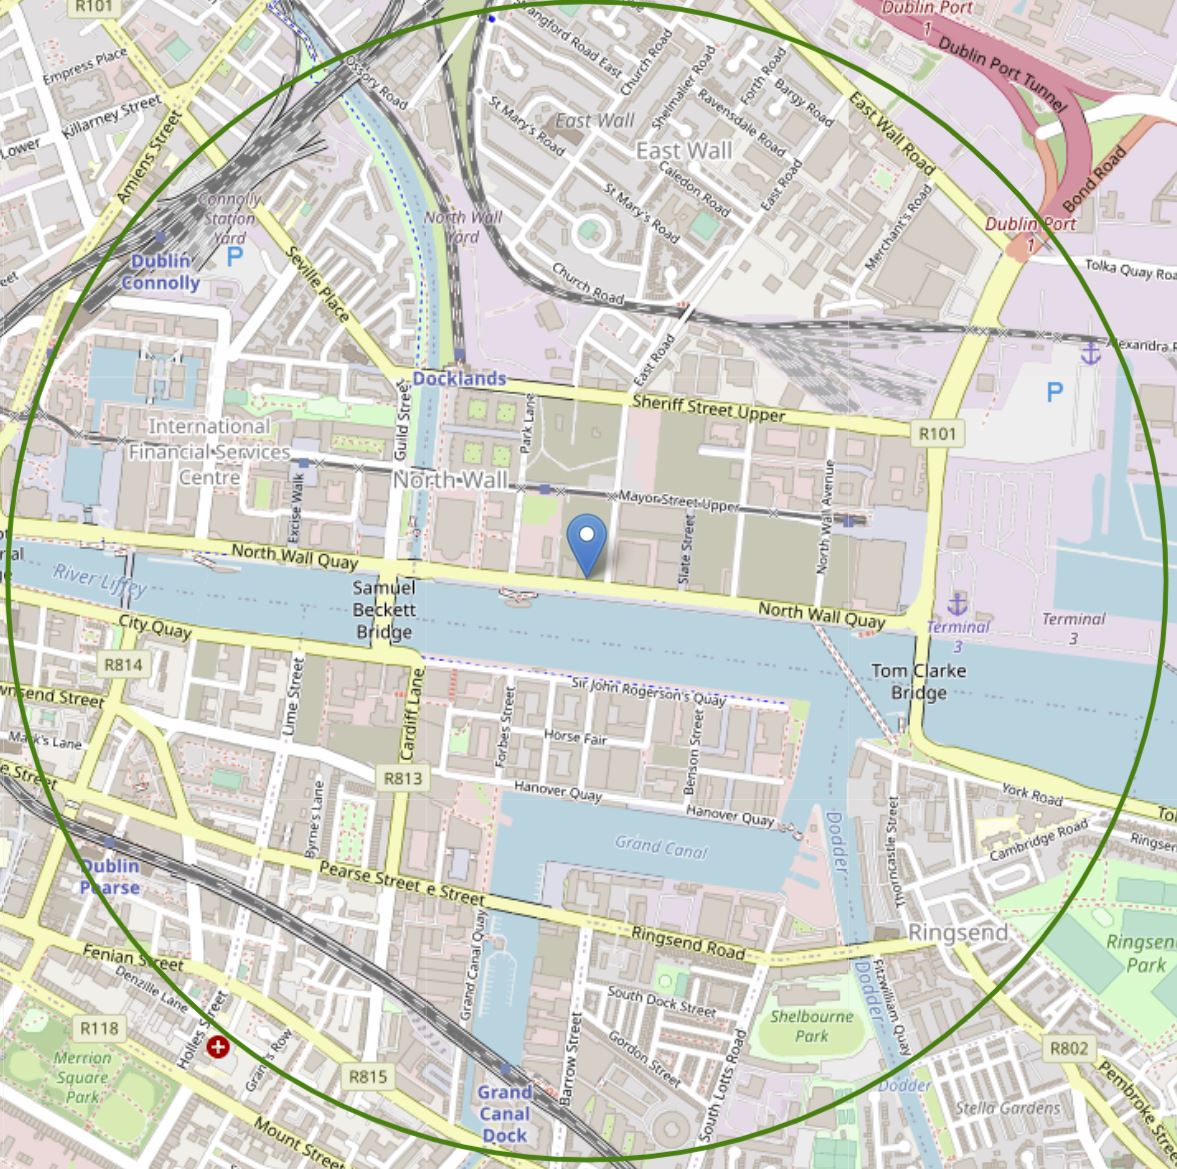 R101
Dublin Port
1
Strangford Road East
Empress Place
Ossory Road
Church Road
Forth Road
Dublin Port Tunnel
Shelmalier Road
Bargy Road
Killarney Street
St Mary's Road
East Wall
Ravensdale Road
East Wall Road
Lower
Amiens Street
East Wall
Caledon Road
East Road
Bond Road
Connolly
Station
Yard
North Wall
Yard
St Mary's Road
Merchant's Road
Dublin Port
1
P
Dublin
Connolly
Seville Place
Church Road
Tolka Quay Roa
Alexandra R
East Road
Docklands
P
Guild Street
Park Lane
Sheriff Street Upper
R101
International
Financial Services
Centre
North Wall
Excise Walk
Mayor Street Upper
Slate Street
North Wall Avenue
North Wall Quay
River Liffey
Samuel
Beckett
Bridge
North Wall Quay
Terminal
3
Terminal
3
City Quay
R814
Tom Clarke
Bridge
wnsend Street
Lime Street
Cardiff Lane
Forbes Street
Sir John Rogerson's Quay
Mark's Lane
Horse Fair
Benson Street
e Street
R813
Hanover Quay
Hanover Quay
York Road
Byrne's Lane
Grand Canal
Dodder
Thorncastle Street
Cambridge Road
Ringsen
Dublin
Pearse
Pearse Street
e Street
Ringsend Road
Ringsend
Ringsen
Park
Fenian Street
Denzille Lane
Grand Canal Quay
Dodder
Fitzwilliam Quay
South Dock Street
Shelbourne
Park
R118
Holles Street
Gordon Street
R802
Merrion
Square
Park
Barrow Street
South Lotts Road
R815
Dodder
Pembroke Street
Grand
Canal
Dock
Stella Gardens
Mount Street